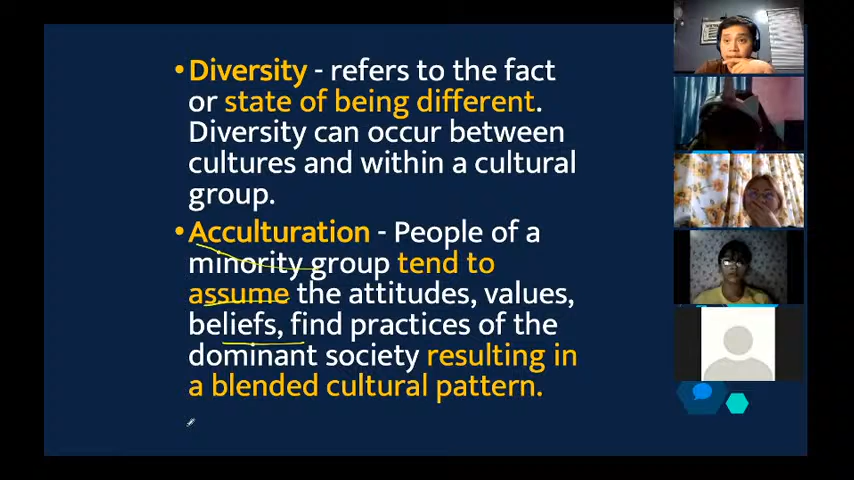 •Diversity - refers to the fact
or state of being different.
Diversity can occur between
cultures and within a cultural
group.
•Acculturation - People of a
minority group tend to
assume the attitudes, values,
beliefs, find practices of the
dominant society resulting in
a blended cultural pattern.